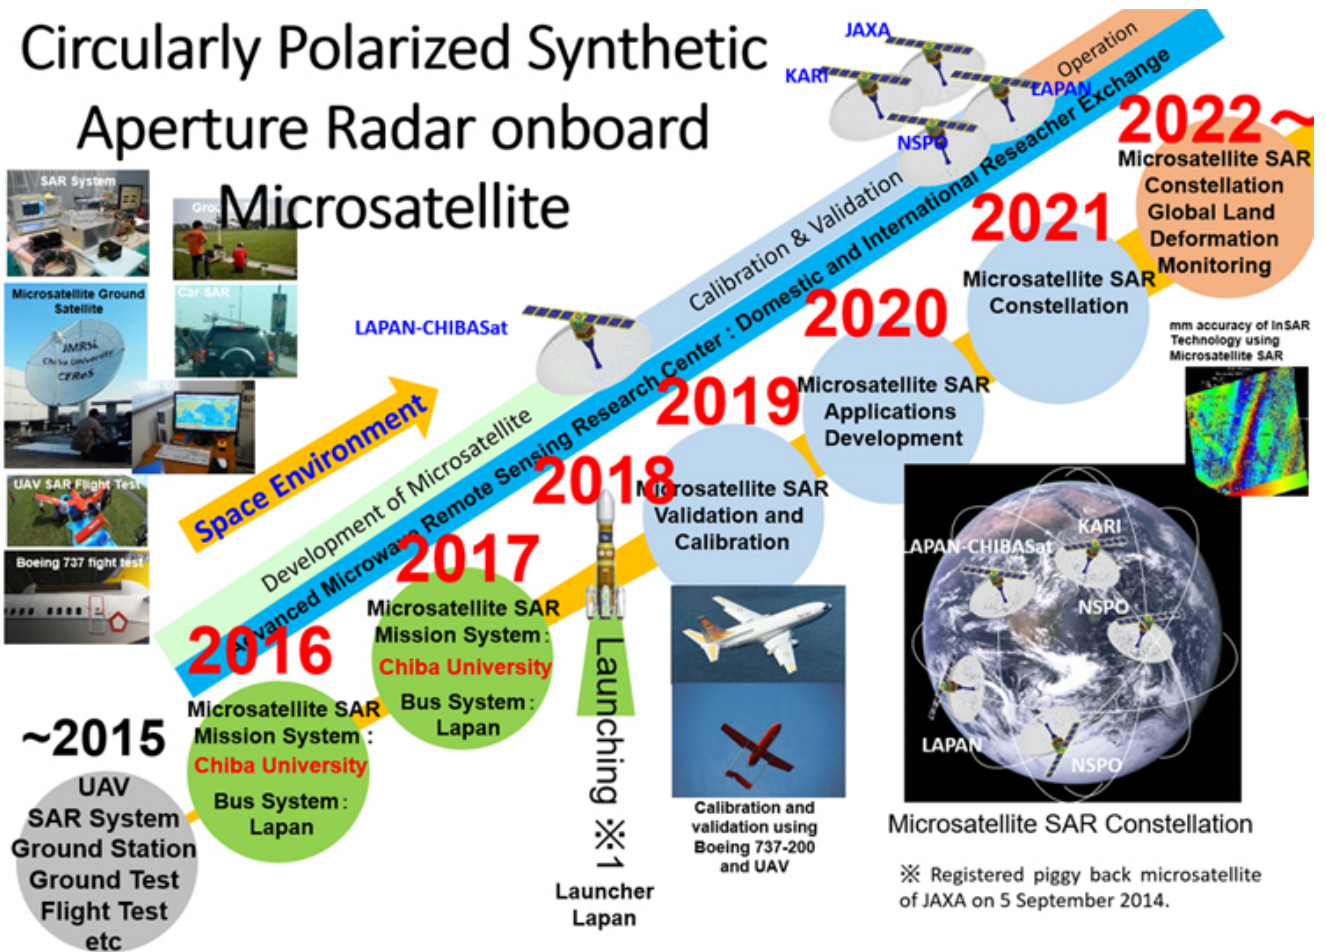 Circularly Polarized Synthetic
Aperture Radar onboard
Microsatellite
JAXA
KARI
LAPAN
NSPO
Operation
SAR System
Car SAR
Microsatellite Ground
Satellite
JMRSL
Chiba University
CEReS
UAV SAR Flight Test
Boeing 737 fight test
LAPAN-CHIBASat
Space Environment
Development of Microsatellite
Calibration & Validation
Advanced Microwave Remote Sensing Research Center : Domestic and International Reseacher Exchange
~2015
UAV
SAR System
Ground Station
Ground Test
Flight Test
etc
2016
Microsatellite SAR
Mission System :
Chiba University
Bus System :
Lapan
2017
Microsatellite SAR
Mission System :
Chiba University
Bus System :
Lapan
2018
Launching ※1
Launcher
Lapan
2019
Microsatellite SAR
Validation and
Calibration
Calibration and
validation using
Boeing 737-200
and UAV
2020
Microsatellite SAR
Applications
Development
2021
Microsatellite SAR
Constellation
2022～
Microsatellite SAR
Constellation
Global Land
Deformation
Monitoring
mm accuracy of InSAR
Technology using
Microsatellite SAR
KARI
LAPAN-CHIBASat
NSPO
LAPAN
NSPO
Microsatellite SAR Constellation
※ Registered piggy back microsatellite
of JAXA on 5 September 2014.